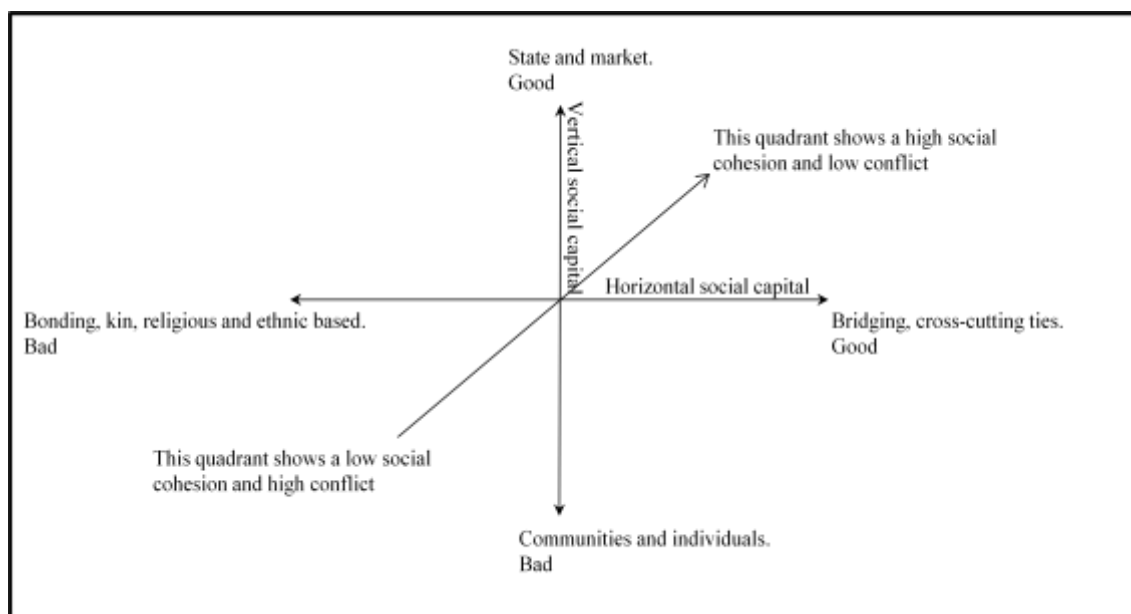 State and market.
Good
Vertical social capital
This quadrant shows a high social
cohesion and low conflict
Horizontal social capital
Bonding, kin, religious and ethnic based.
Bad
Bridging, cross-cutting ties.
Good
This quadrant shows a low social
cohesion and high conflict
Communities and individuals.
Bad